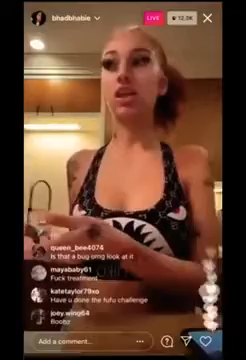 bhadbhabie
LIVE
12.3K
queen_bee4074
Is that a bug omg look at it
mayababy61
Fuck treatment
katetaylor79xo
Have u done the fufu challenge
joey.wing64
Boobz
Add a comment...